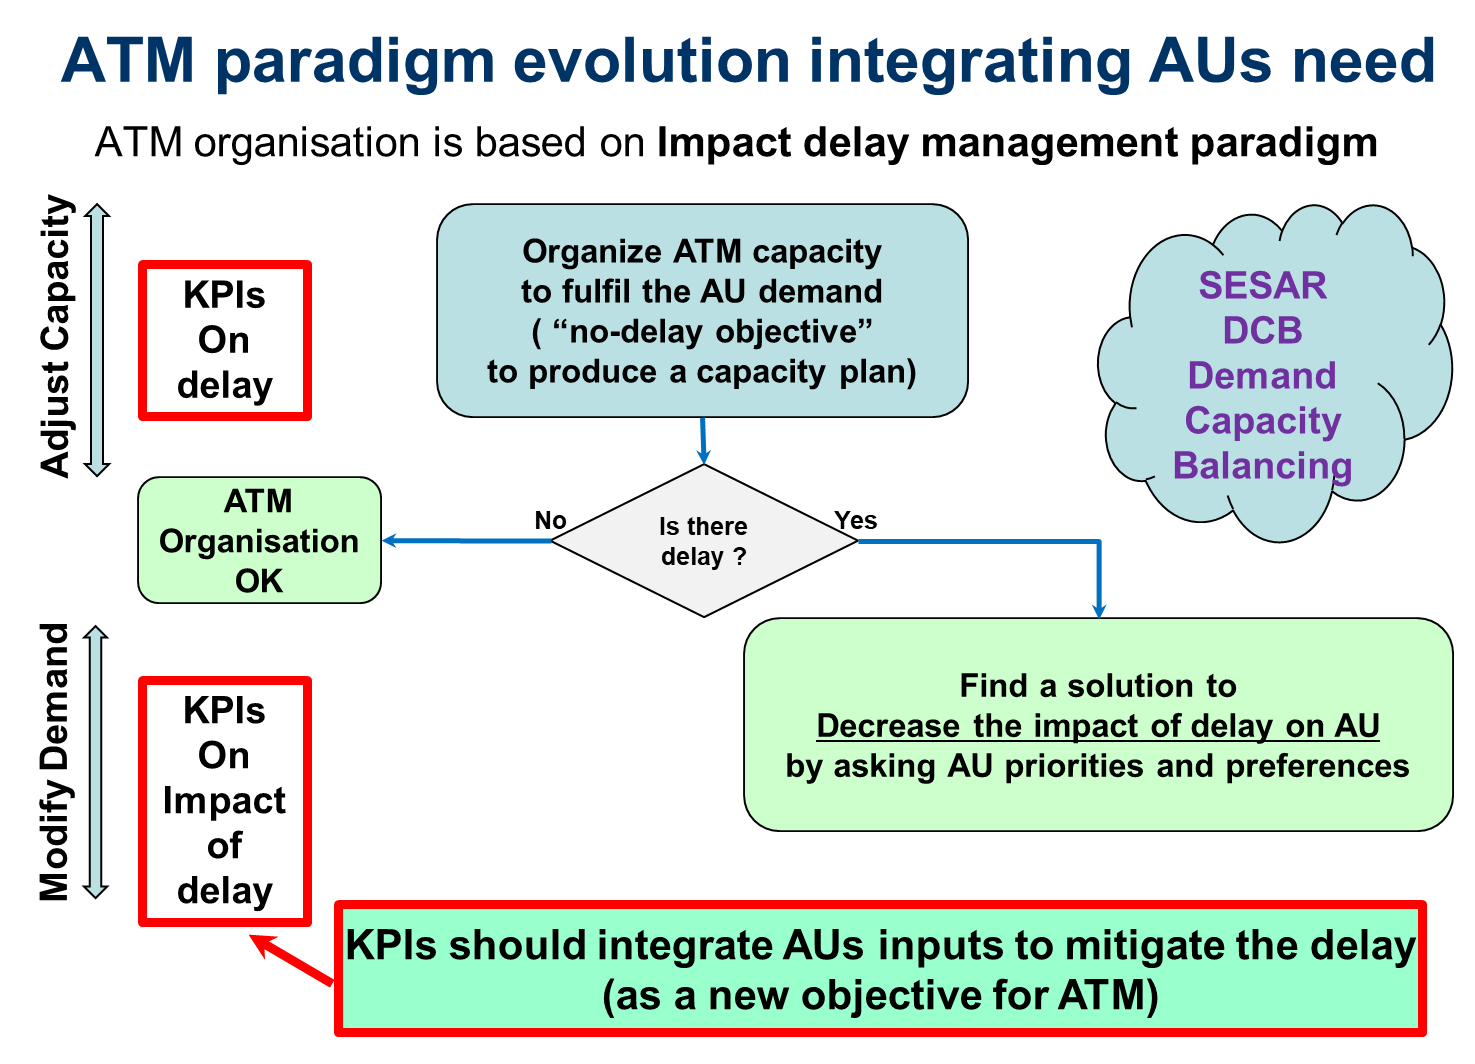 ATM paradigm evolution integrating AUs need
ATM organisation is based on Impact delay management paradigm
Adjust Capacity
KPIs
On
delay
Organize ATM capacity
to fulfil the AU demand
( “no-delay objective”
to produce a capacity plan)
SESAR
DCB
Demand
Capacity
Balancing
ATM
Organisation
OK
No
Is there
delay ?
Yes
Modify Demand
KPIs
On
Impact
of
delay
Find a solution to
Decrease the impact of delay on AU
by asking AU priorities and preferences
KPIs should integrate AUs inputs to mitigate the delay
(as a new objective for ATM)